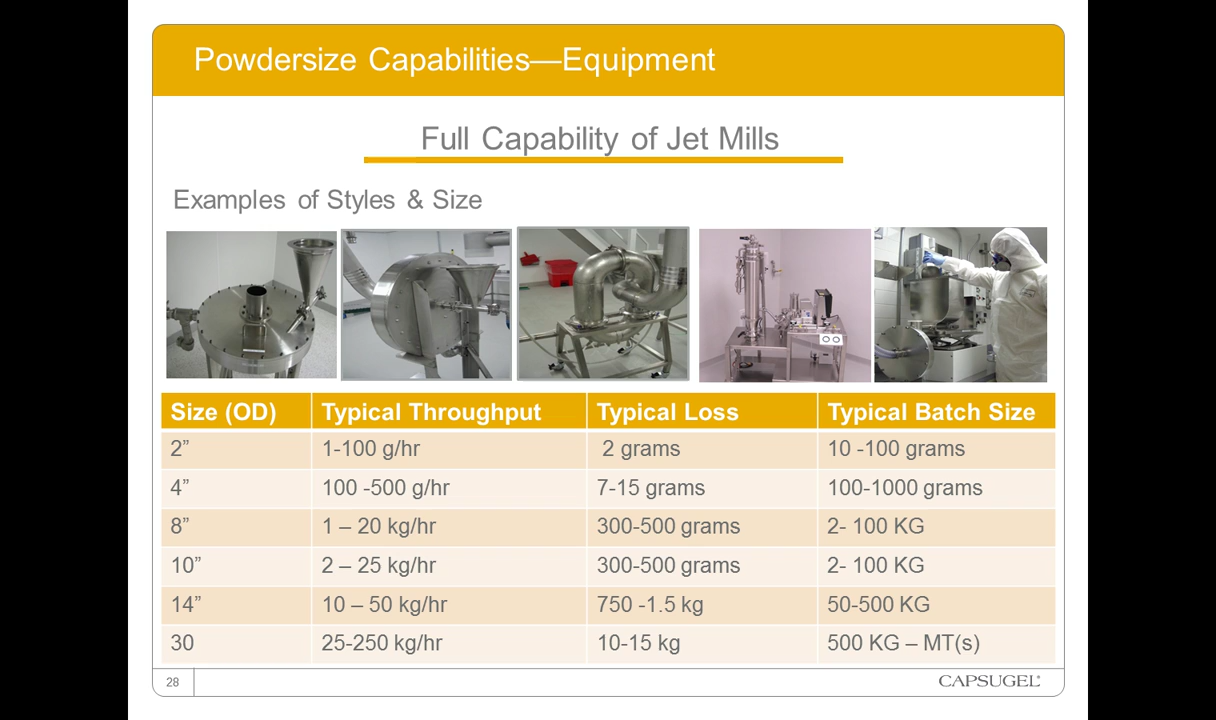 Powdersize Capabilities—Equipment
Full Capability of Jet Mills
Examples of Styles & Size
Size (OD) Typical Throughput Typical Loss Typical Batch Size
2” 1-100 g/hr 2 grams 10 -100 grams
4” 100 -500 g/hr 7-15 grams 100-1000 grams
8” 1 – 20 kg/hr 300-500 grams 2- 100 KG
10” 2 – 25 kg/hr 300-500 grams 2- 100 KG
14” 10 – 50 kg/hr 750 -1.5 kg 50-500 KG
30 25-250 kg/hr 10-15 kg 500 KG – MT(s)
28 CAPSUGEL